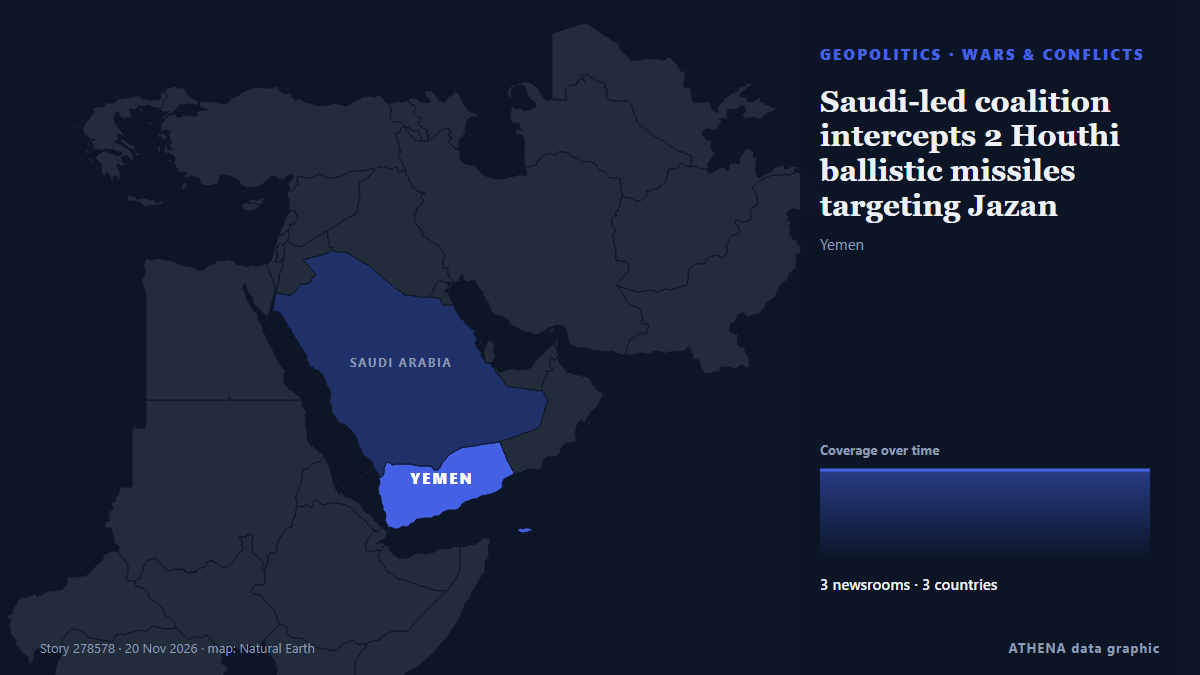 GEOPOLITICS · WARS & CONFLICTS
Saudi-led coalition
intercepts 2 Houthi
ballistic missiles
targeting Jazan
Yemen
SAUDI ARABIA
YEMEN
Coverage over time
3 newsrooms · 3 countries
Story 278578 · 20 Nov 2026 · map: Natural Earth
ATHENA data graphic